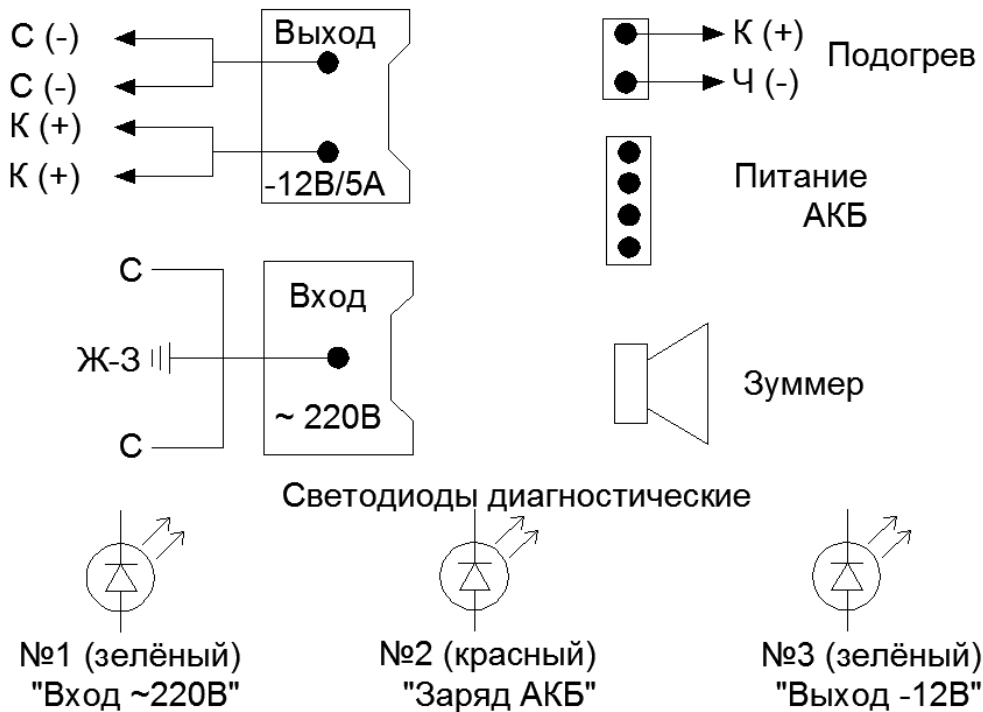 С (-)
С (-)
К (+)
К (+)
Выход
-12В/5А
К (+)
Ч (-)
Подогрев
Питание
АКБ
С
Ж-З
С
Вход
~ 220В
Зуммер
Светодиоды диагностические
№1 (зелёный)
"Вход ~220В"
№2 (красный)
"Заряд АКБ"
№3 (зелёный)
"Выход -12В"